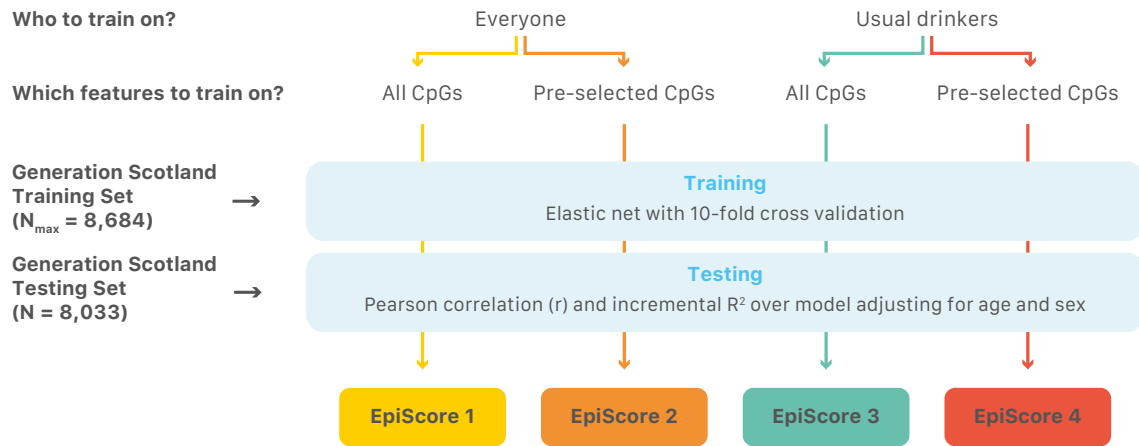 Who to train on?
Everyone
Usual drinkers
Which features to train on?
All CpGs
Pre-selected CpGs
All CpGs
Pre-selected CpGs
Generation Scotland
Training Set
(Nmax = 8,684)
→
Training
Elastic net with 10-fold cross validation
Generation Scotland
Testing Set
(N = 8,033)
→
Testing
Pearson correlation (r) and incremental R² over model adjusting for age and sex
EpiScore 1
EpiScore 2
EpiScore 3
EpiScore 4